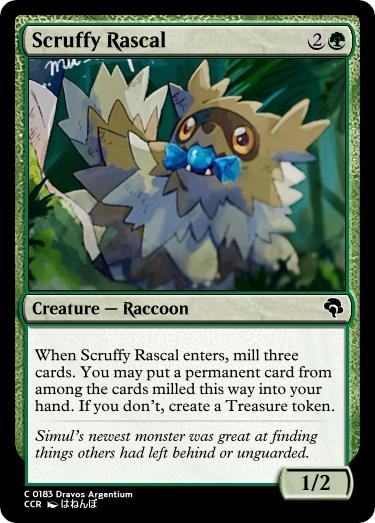 Scruffy Rascal 2
Creature — Raccoon
When Scruffy Rascal enters, mill three
cards. You may put a permanent card from
among the cards milled this way into your
hand. If you don't, create a Treasure token.
Simul's newest monster was great at finding
things others had left behind or unguarded.
1/2
C 0183 Dravos Argentium
CCR はねんぼ